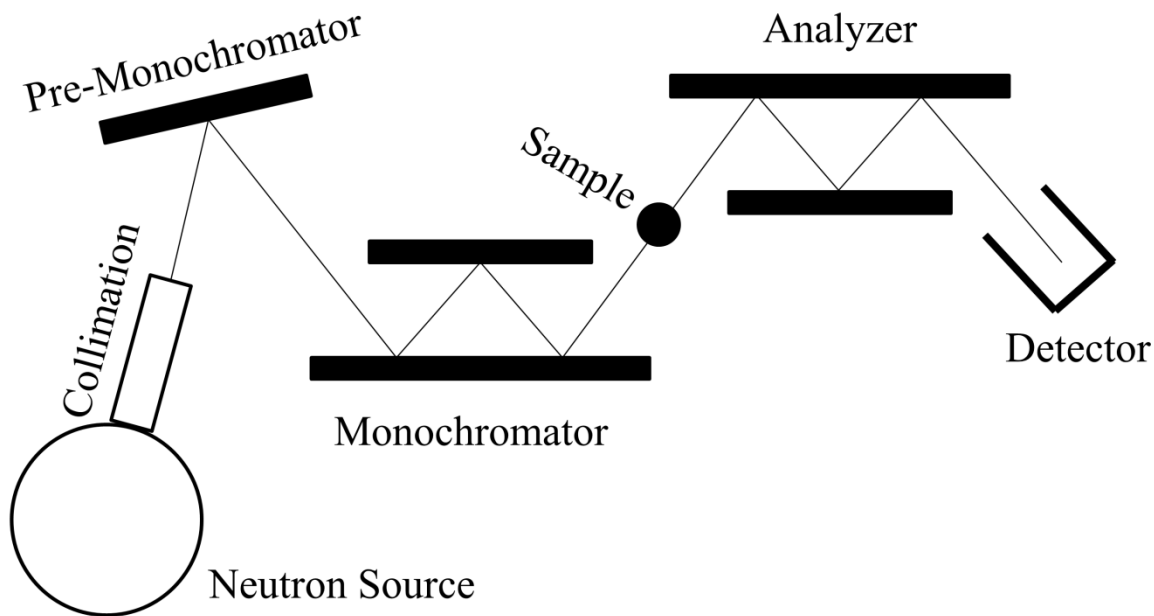 Pre-Monochromator
Analyzer
Sample
Collimation
Detector
Monochromator
Neutron Source